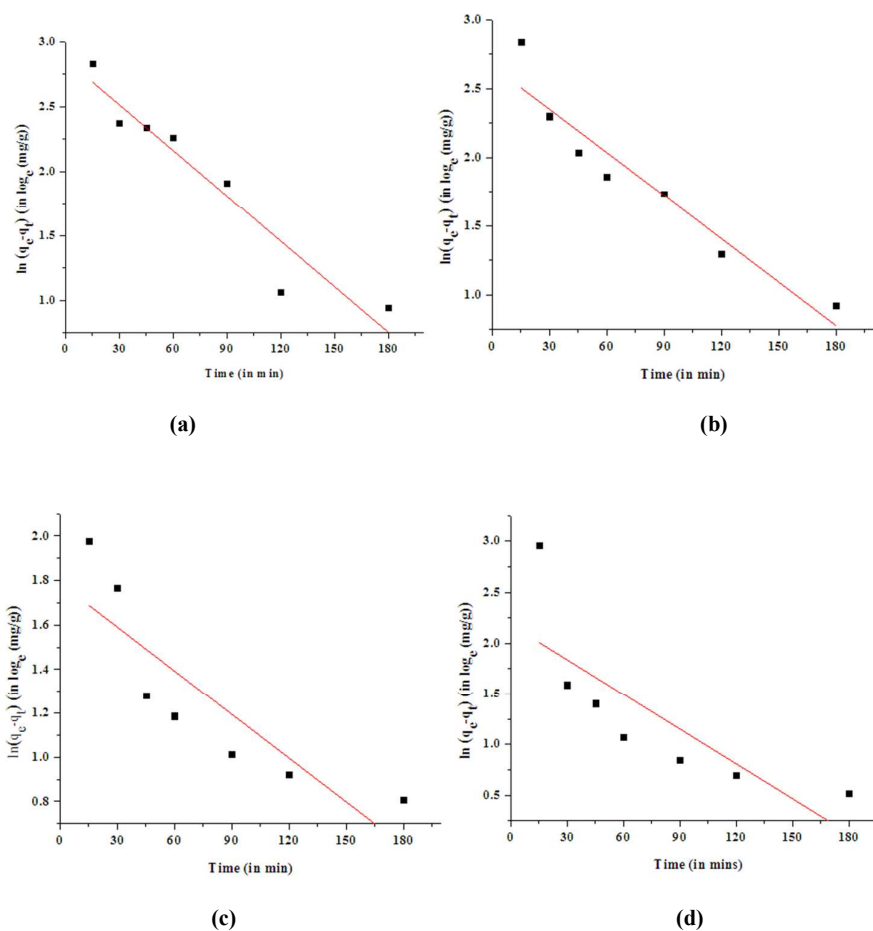 3.0
2.5
2.0
1.5
1.0
0 30 60 90 120 150 180
Time (in min)
ln (qe-qt) (in loge (mg/g))
(a)
3.0
2.5
2.0
1.5
1.0
0 30 60 90 120 150 180
Time (in min)
ln(qe-qt) (in loge (mg/g))
(b)
2.0
1.8
1.6
1.4
1.2
1.0
0.8
0 30 60 90 120 150 180
Time (in min)
ln(qe-qt) (in loge (mg/g))
(c)
3.0
2.5
2.0
1.5
1.0
0.5
0 30 60 90 120 150 180
Time (in mins)
ln (qe-qt) (in loge (mg/g))
(d)